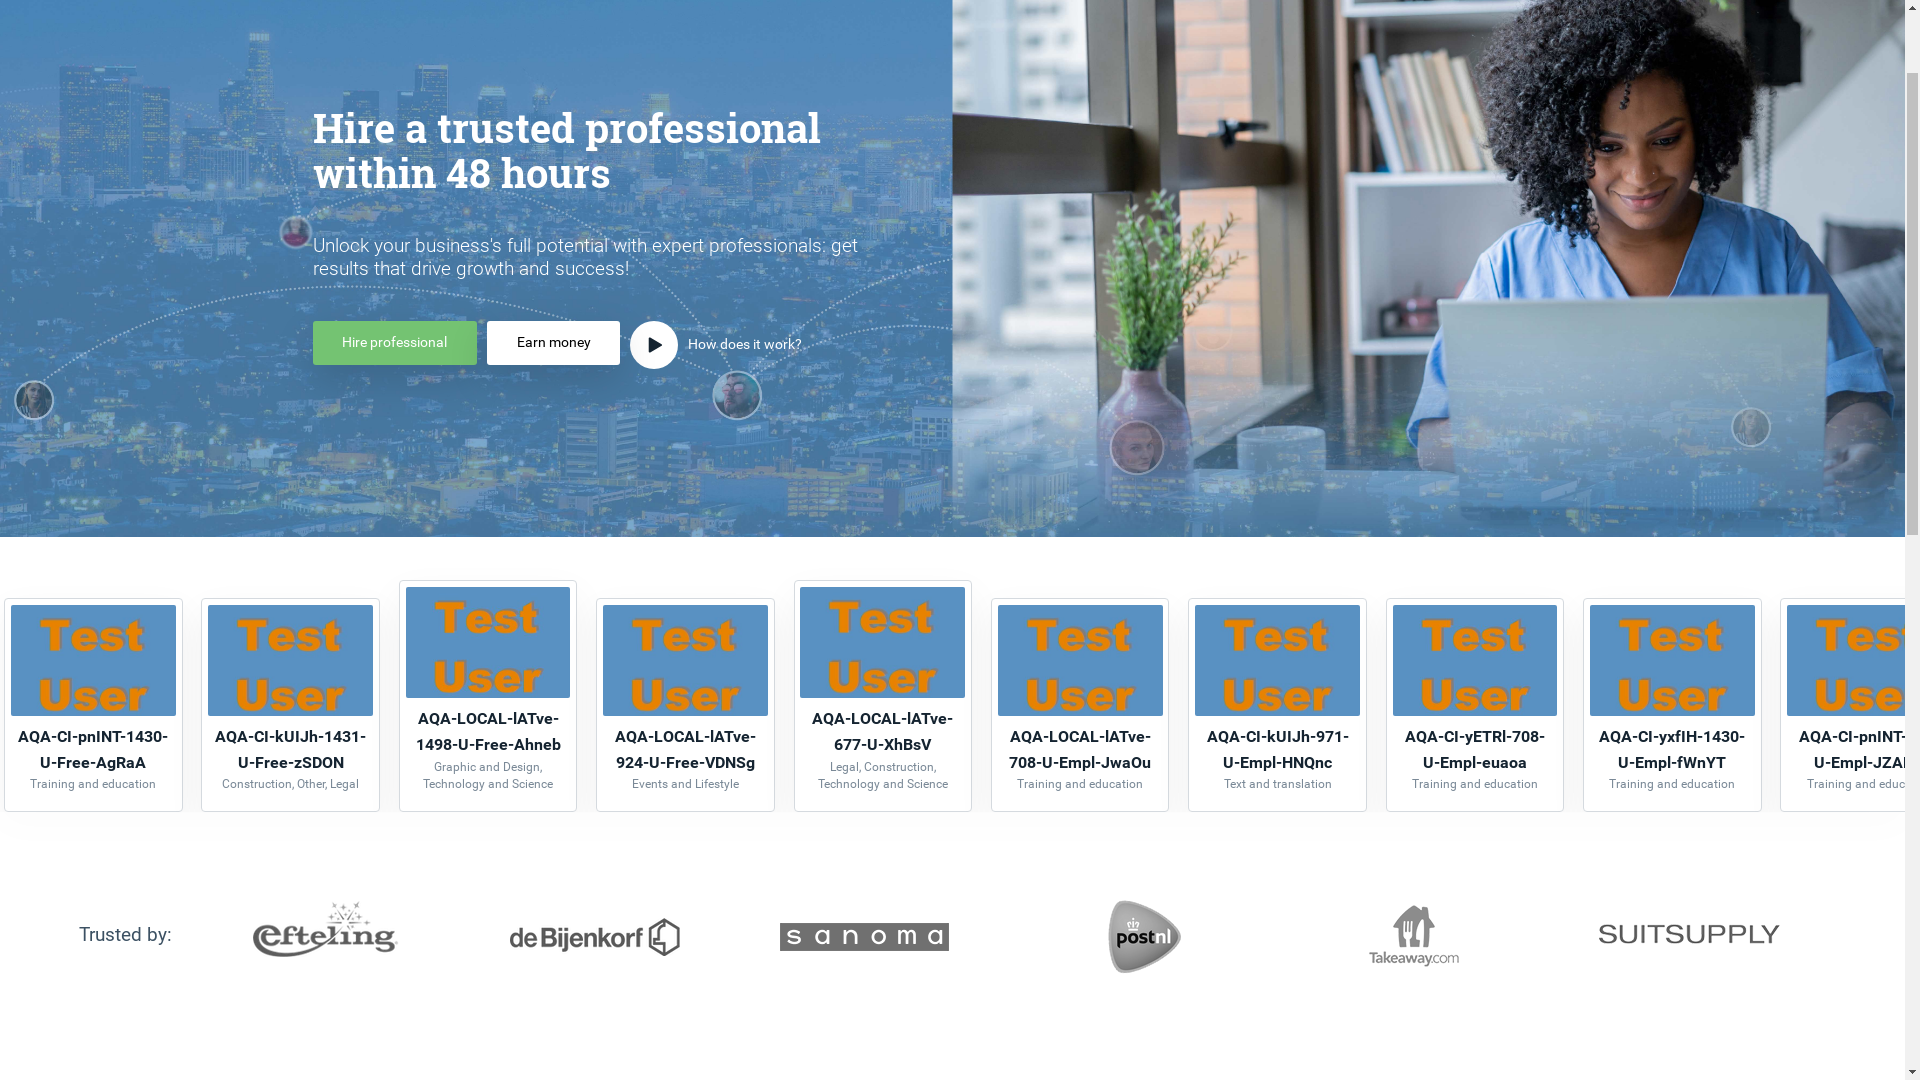 Hire a trusted professional
within 48 hours
Unlock your business's full potential with expert professionals: get
results that drive growth and success!
Hire professional
Earn money
How does it work?
Test
User
AQA-CI-pnINT-1430-
U-Free-AgRaA
Training and education
Test
User
AQA-CI-kUIJh-1431-
U-Free-zSDON
Construction, Other, Legal
Test
User
AQA-LOCAL-lATve-
1498-U-Free-Ahneb
Graphic and Design,
Technology and Science
Test
User
AQA-LOCAL-lATve-
924-U-Free-VDNSg
Events and Lifestyle
Test
User
AQA-LOCAL-lATve-
677-U-XhBsV
Legal, Construction,
Technology and Science
Test
User
AQA-LOCAL-lATve-
708-U-Empl-JwaOu
Training and education
Test
User
AQA-CI-kUIJh-971-
U-Empl-HNQnc
Text and translation
Test
User
AQA-CI-yETRl-708-
U-Empl-euaoa
Training and education
Test
User
AQA-CI-yxfIH-1430-
U-Empl-fWnYT
Training and education
Tes
Use
AQA-CI-pnINT-
U-Empl-JZA
Training and educ
Trusted by:
efteling
de Bijenkorf
sanoma
postnl
Takeaway.com
SUITSUPPLY